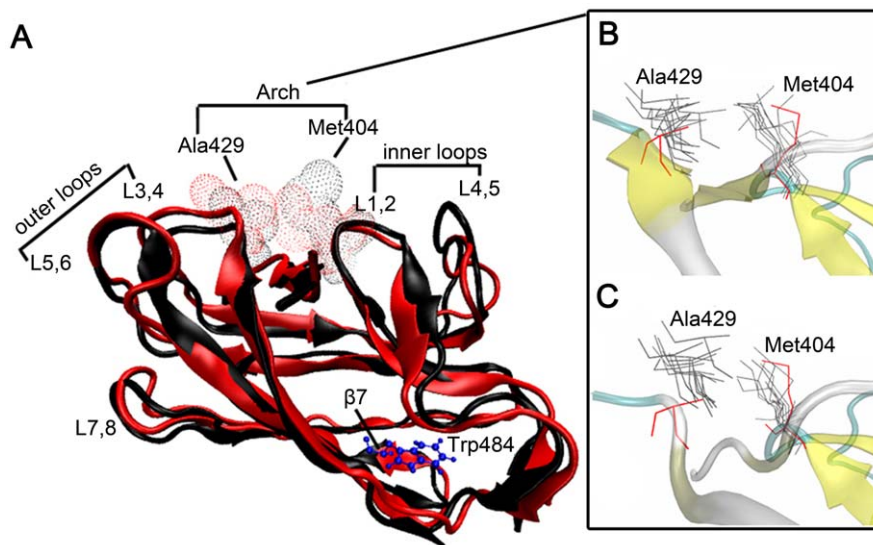 A
Arch
Ala429
Met404
inner loops
outer loops
L3,4
L1,2
L4,5
L5,6
L7,8
β7
Trp484
B
Ala429
Met404
C
Ala429
Met404